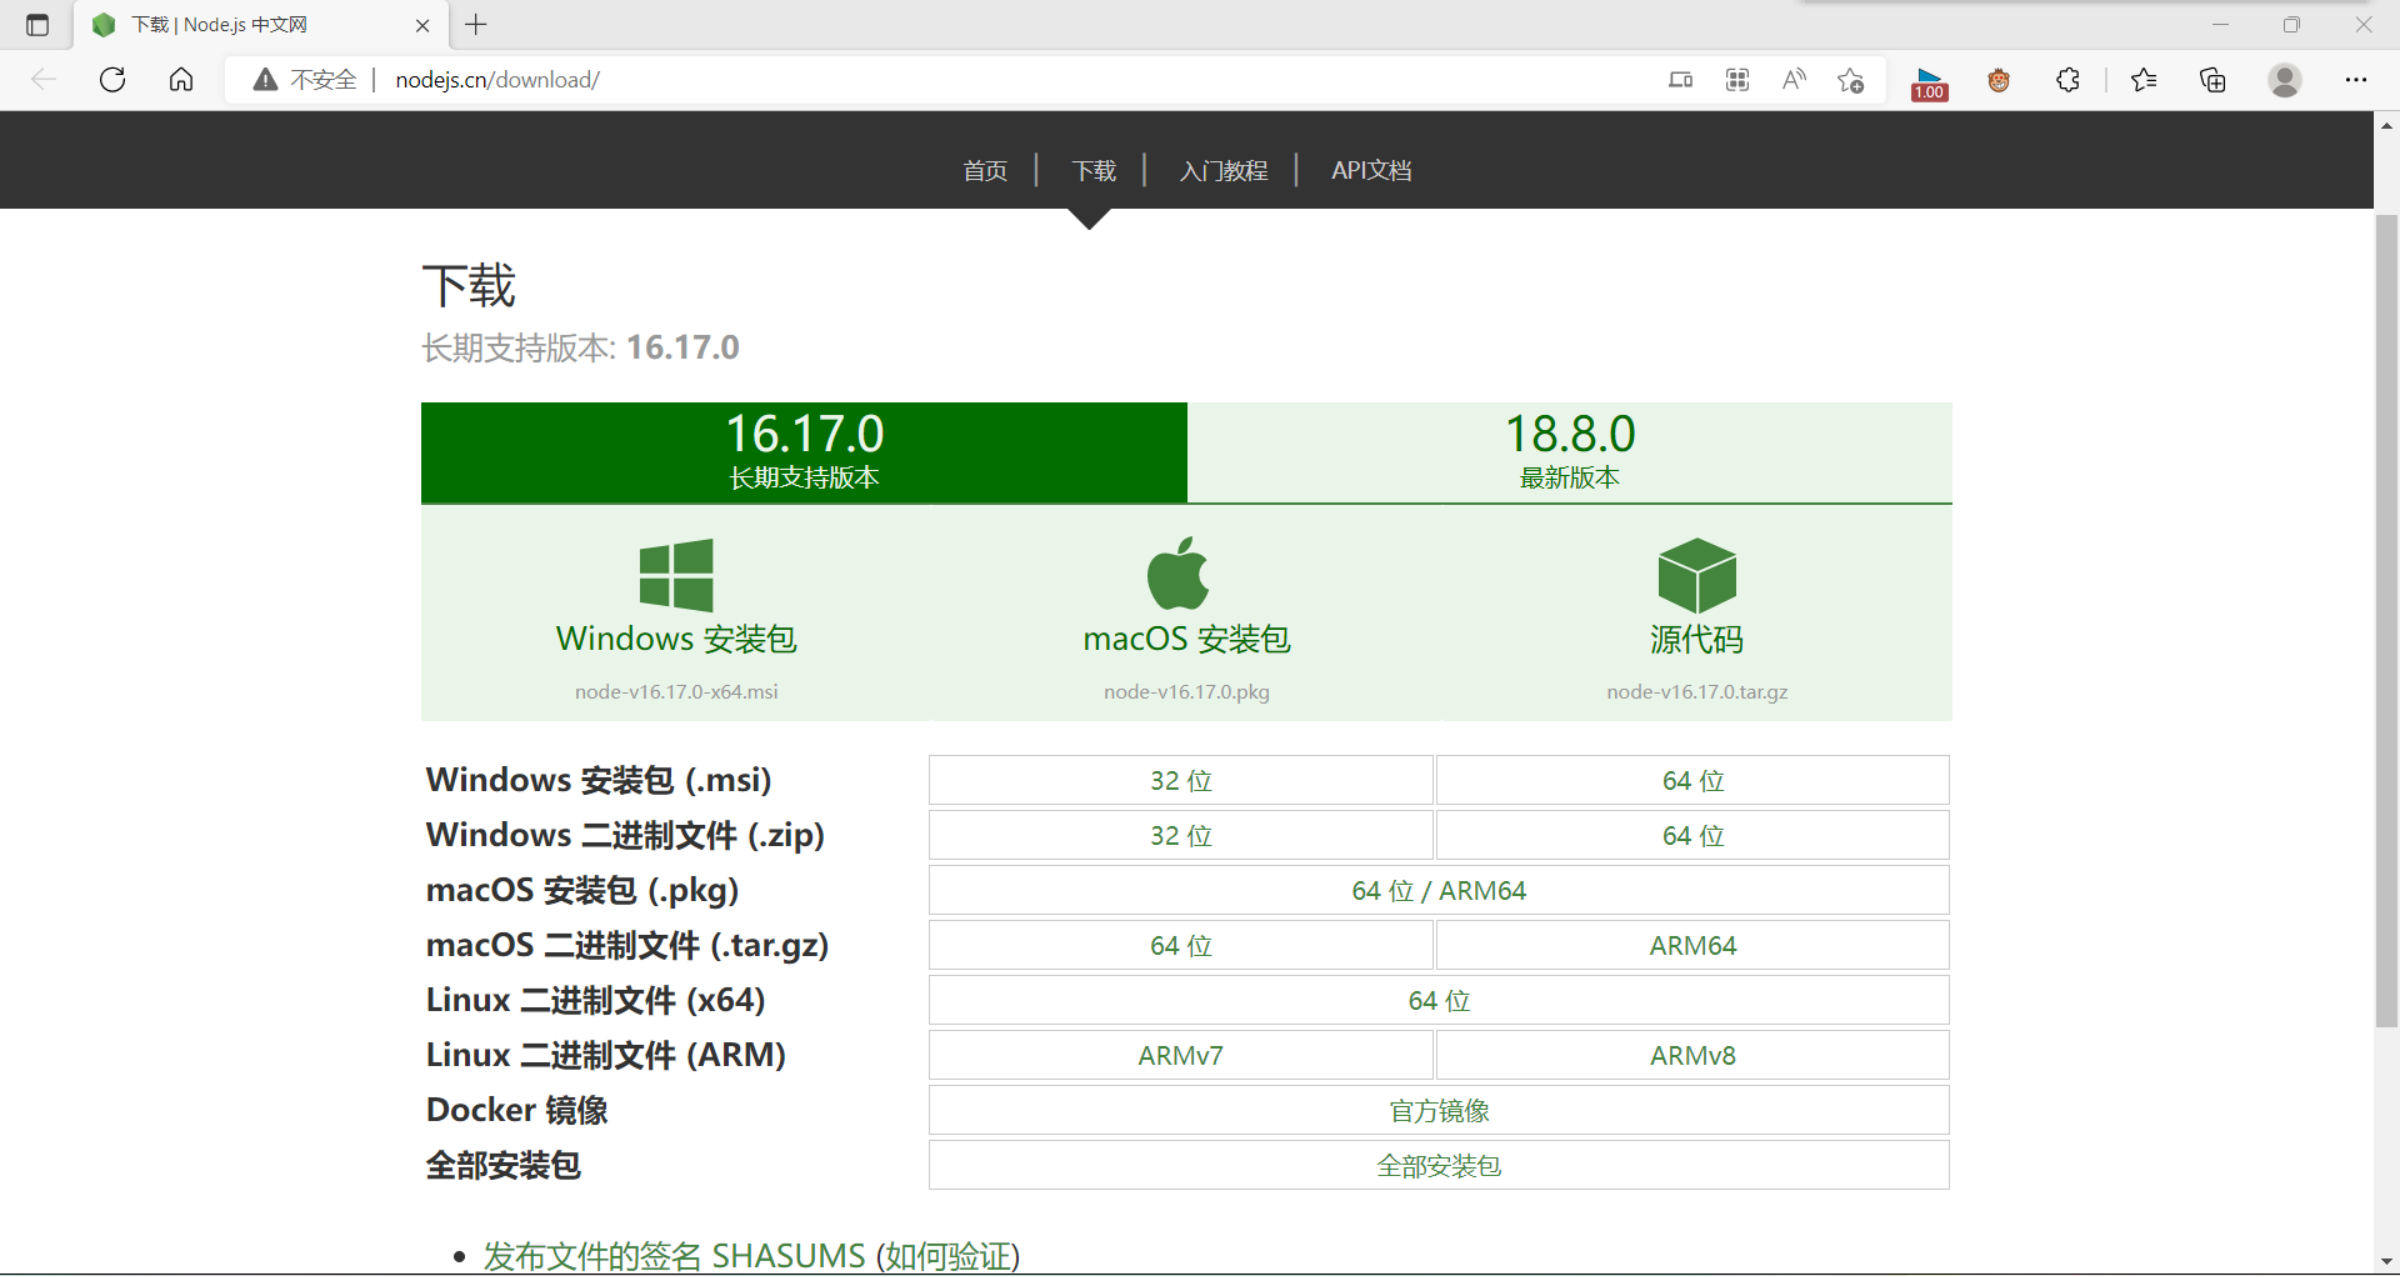 下载 | Node.js 中文网
不安全 | nodejs.cn/download/
1.00
首页 | 下载 | 入门教程 | API文档
下载
长期支持版本: 16.17.0
16.17.0
长期支持版本
18.8.0
最新版本
Windows 安装包
node-v16.17.0-x64.msi
macOS 安装包
node-v16.17.0.pkg
源代码
node-v16.17.0.tar.gz
Windows 安装包 (.msi) 32 位 64 位
Windows 二进制文件 (.zip) 32 位 64 位
macOS 安装包 (.pkg) 64 位 / ARM64
macOS 二进制文件 (.tar.gz) 64 位 ARM64
Linux 二进制文件 (x64) 64 位
Linux 二进制文件 (ARM) ARMv7 ARMv8
Docker 镜像 官方镜像
全部安装包 全部安装包
• 发布文件的签名 SHASUMS (如何验证)